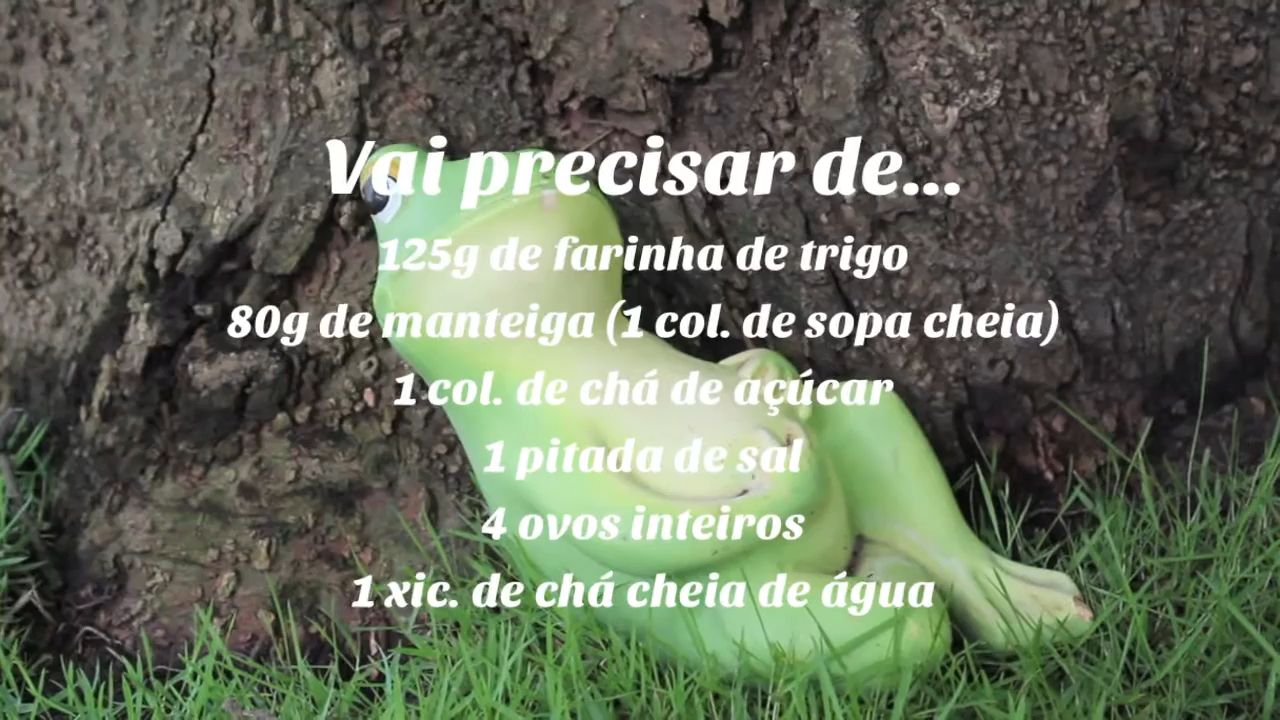 Vai precisar de...
125g de farinha de trigo
80g de manteiga (1 col. de sopa cheia)
1 col. de chá de açúcar
1 pitada de sal
4 ovos inteiros
1 xic. de chá cheia de água